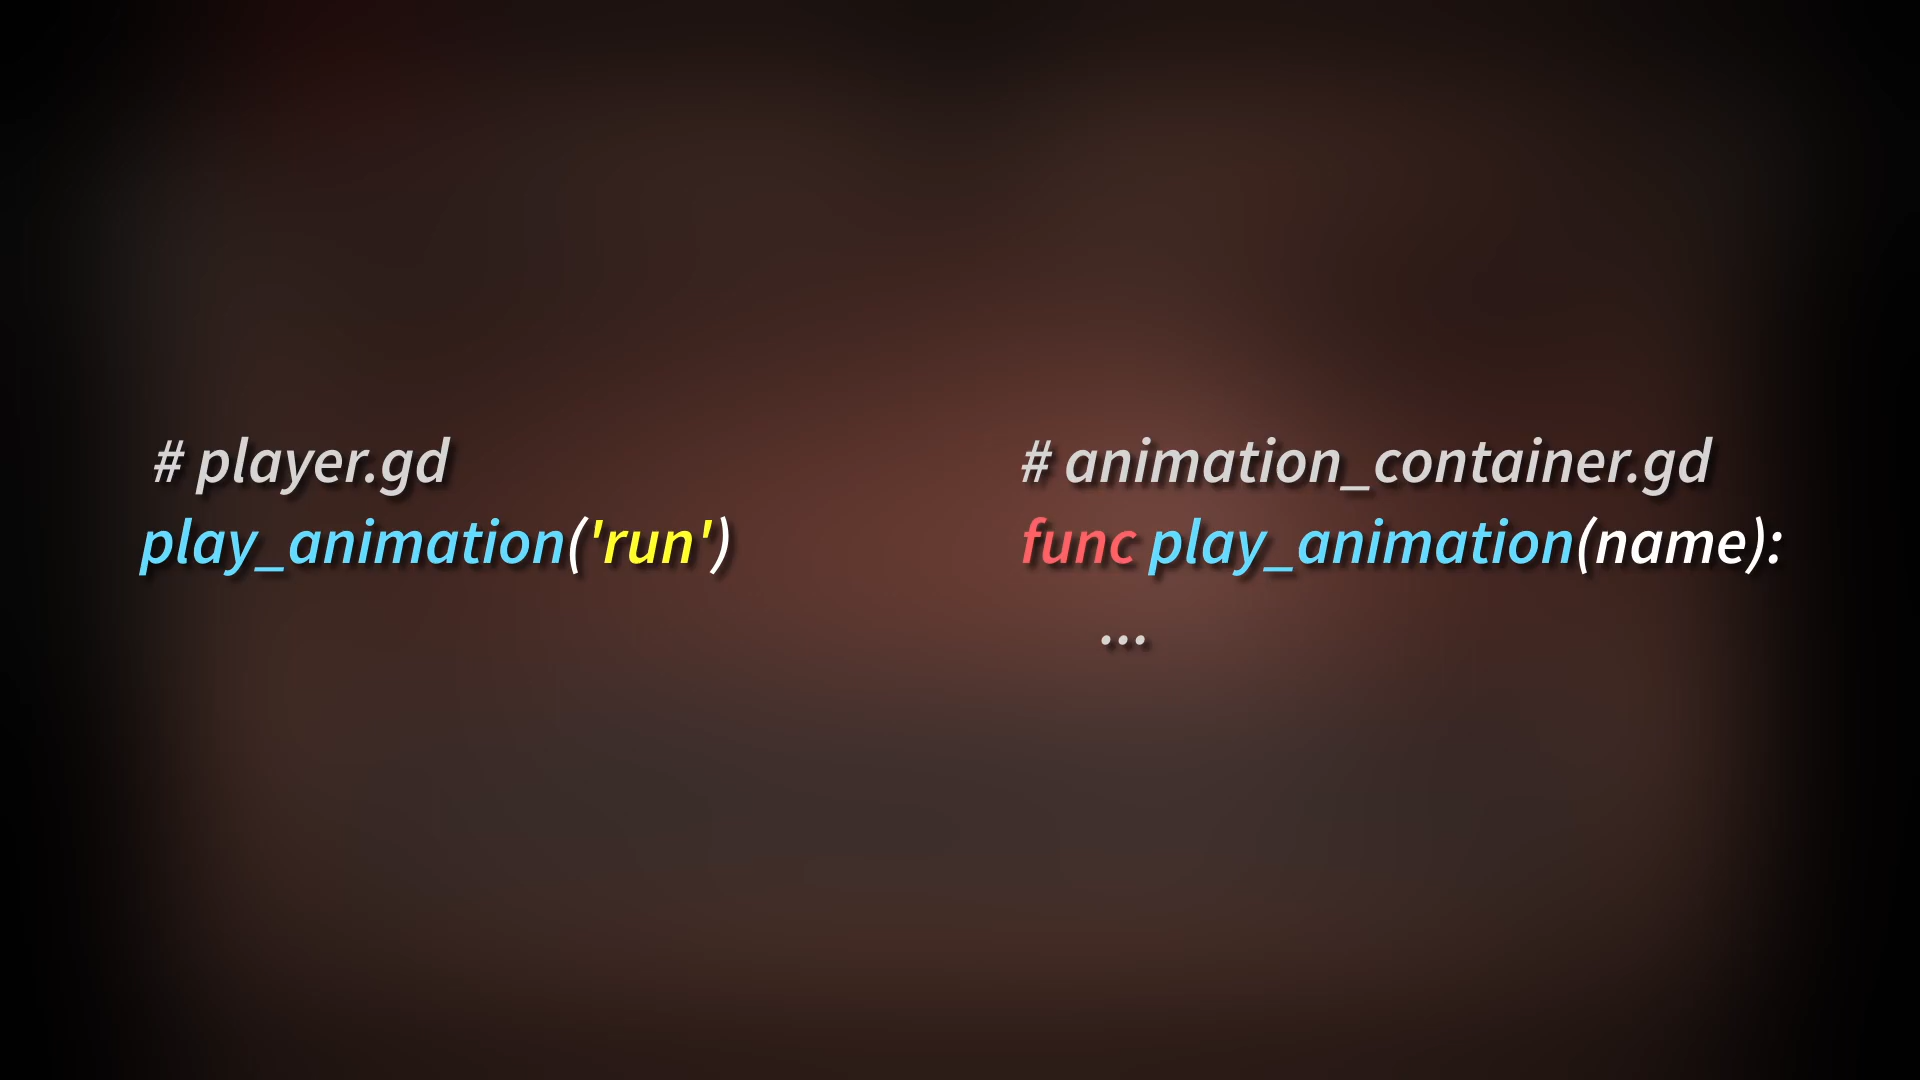 # player.gd
play_animation('run')
# animation_container.gd
func play_animation(name):
...